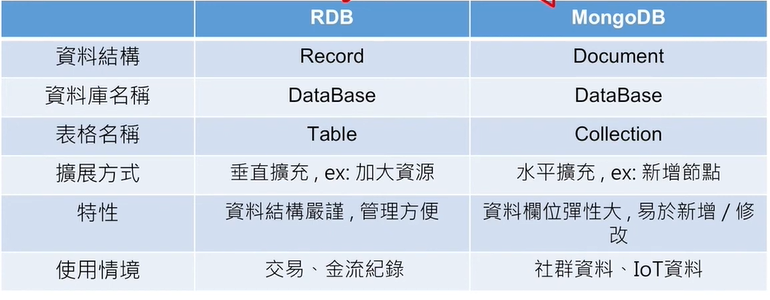 RDB MongoDB
資料結構 Record Document
資料庫名稱 DataBase DataBase
表格名稱 Table Collection
擴展方式 垂直擴充 , ex: 加大資源 水平擴充 , ex: 新增節點
特性 資料結構嚴謹 , 管理方便 資料欄位彈性大 , 易於新增 / 修
改
使用情境 交易、金流紀錄 社群資料、IoT資料